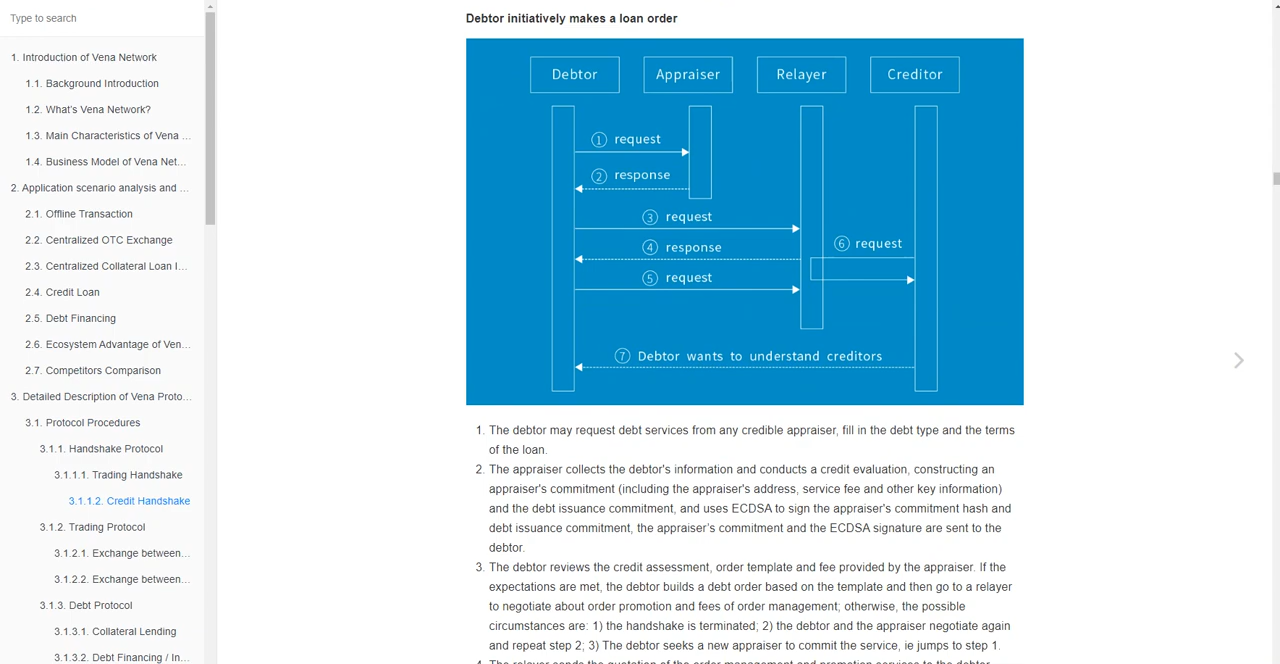 Type to search
1. Introduction of Vena Network
1.1. Background Introduction
1.2. What's Vena Network?
1.3. Main Characteristics of Vena ...
1.4. Business Model of Vena Net...
2. Application scenario analysis and ...
2.1. Offline Transaction
2.2. Centralized OTC Exchange
2.3. Centralized Collateral Loan I...
2.4. Credit Loan
2.5. Debt Financing
2.6. Ecosystem Advantage of Ven...
2.7. Competitors Comparison
3. Detailed Description of Vena Proto...
3.1. Protocol Procedures
3.1.1. Handshake Protocol
3.1.1.1. Trading Handshake
3.1.1.2. Credit Handshake
3.1.2. Trading Protocol
3.1.2.1. Exchange between...
3.1.2.2. Exchange between...
3.1.3. Debt Protocol
3.1.3.1. Collateral Lending
3.1.3.2. Debt Financing / In...
Debtor initiatively makes a loan order
Debtor Appraiser Relayer Creditor
① request
② response
③ request
④ response
⑤ request
⑥ request
⑦ Debtor wants to understand creditors
1. The debtor may request debt services from any credible appraiser, fill in the debt type and the terms
of the loan.
2. The appraiser collects the debtor's information and conducts a credit evaluation, constructing an
appraiser's commitment (including the appraiser's address, service fee and other key information)
and the debt issuance commitment, and uses ECDSA to sign the appraiser's commitment hash and
debt issuance commitment, the appraiser's commitment and the ECDSA signature are sent to the
debtor.
3. The debtor reviews the credit assessment, order template and fee provided by the appraiser. If the
expectations are met, the debtor builds a debt order based on the template and then go to a relayer
to negotiate about order promotion and fees of order management; otherwise, the possible
circumstances are: 1) the handshake is terminated; 2) the debtor and the appraiser negotiate again
and repeat step 2; 3) The debtor seeks a new appraiser to commit the service, ie jumps to step 1.
4. The relayer sends the quotation of the order management and promotion services to the debtor